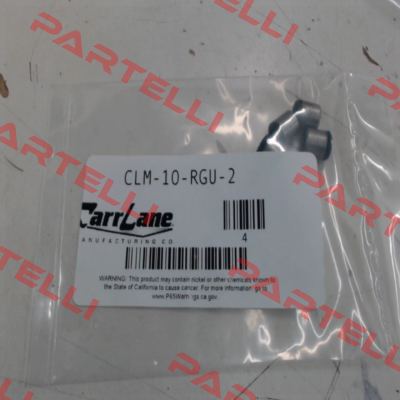 CLM-10-RGU-2
CarrLane
MANUFACTURING CO
4
WARNING: This product may contain nickel or other chemicals known to
the State of California to cause cancer. For more information go to
www.P65Warnings.ca.gov
PARTELLI
PARTELLI
PARTELLI
PARTELLI
PARTELLI